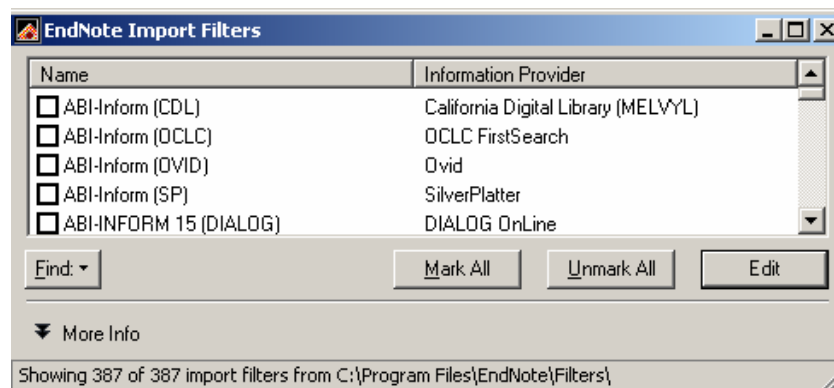 EndNote Import Filters
Name Information Provider
ABI-Inform (CDL) California Digital Library (MELVYL)
ABI-Inform (OCLC) OCLC FirstSearch
ABI-Inform (OVID) Ovid
ABI-Inform (SP) SilverPlatter
ABI-INFORM 15 (DIALOG) DIALOG OnLine
Find: Mark All Unmark All Edit
More Info
Showing 387 of 387 import filters from C:\Program Files\EndNote\Filters\